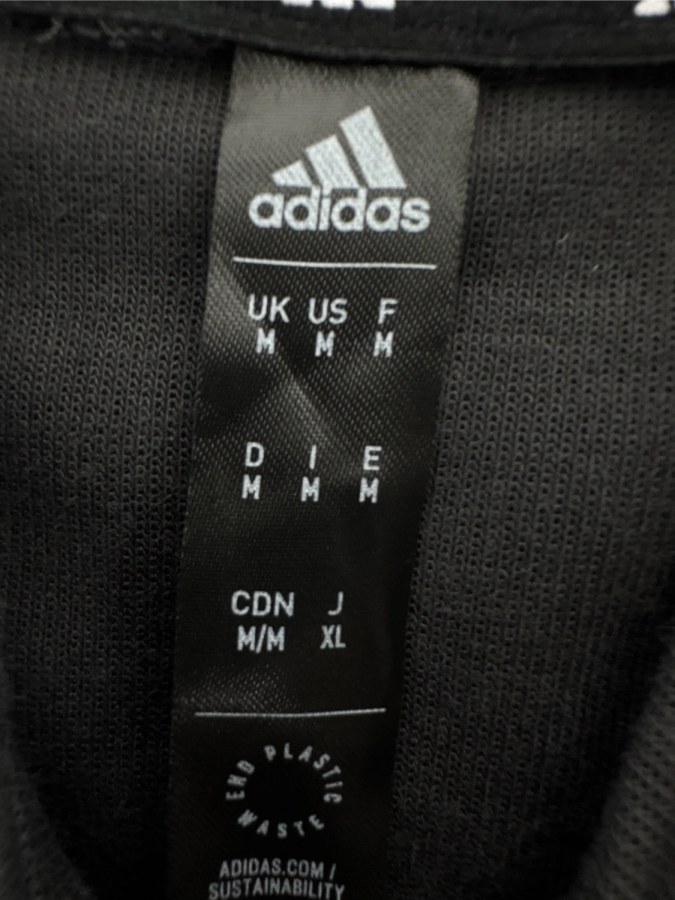 adidas
UK US F
M M M
D I E
M M M
CDN J
M/M XL
END PLASTIC WASTE
ADIDAS.COM /
SUSTAINABILITY